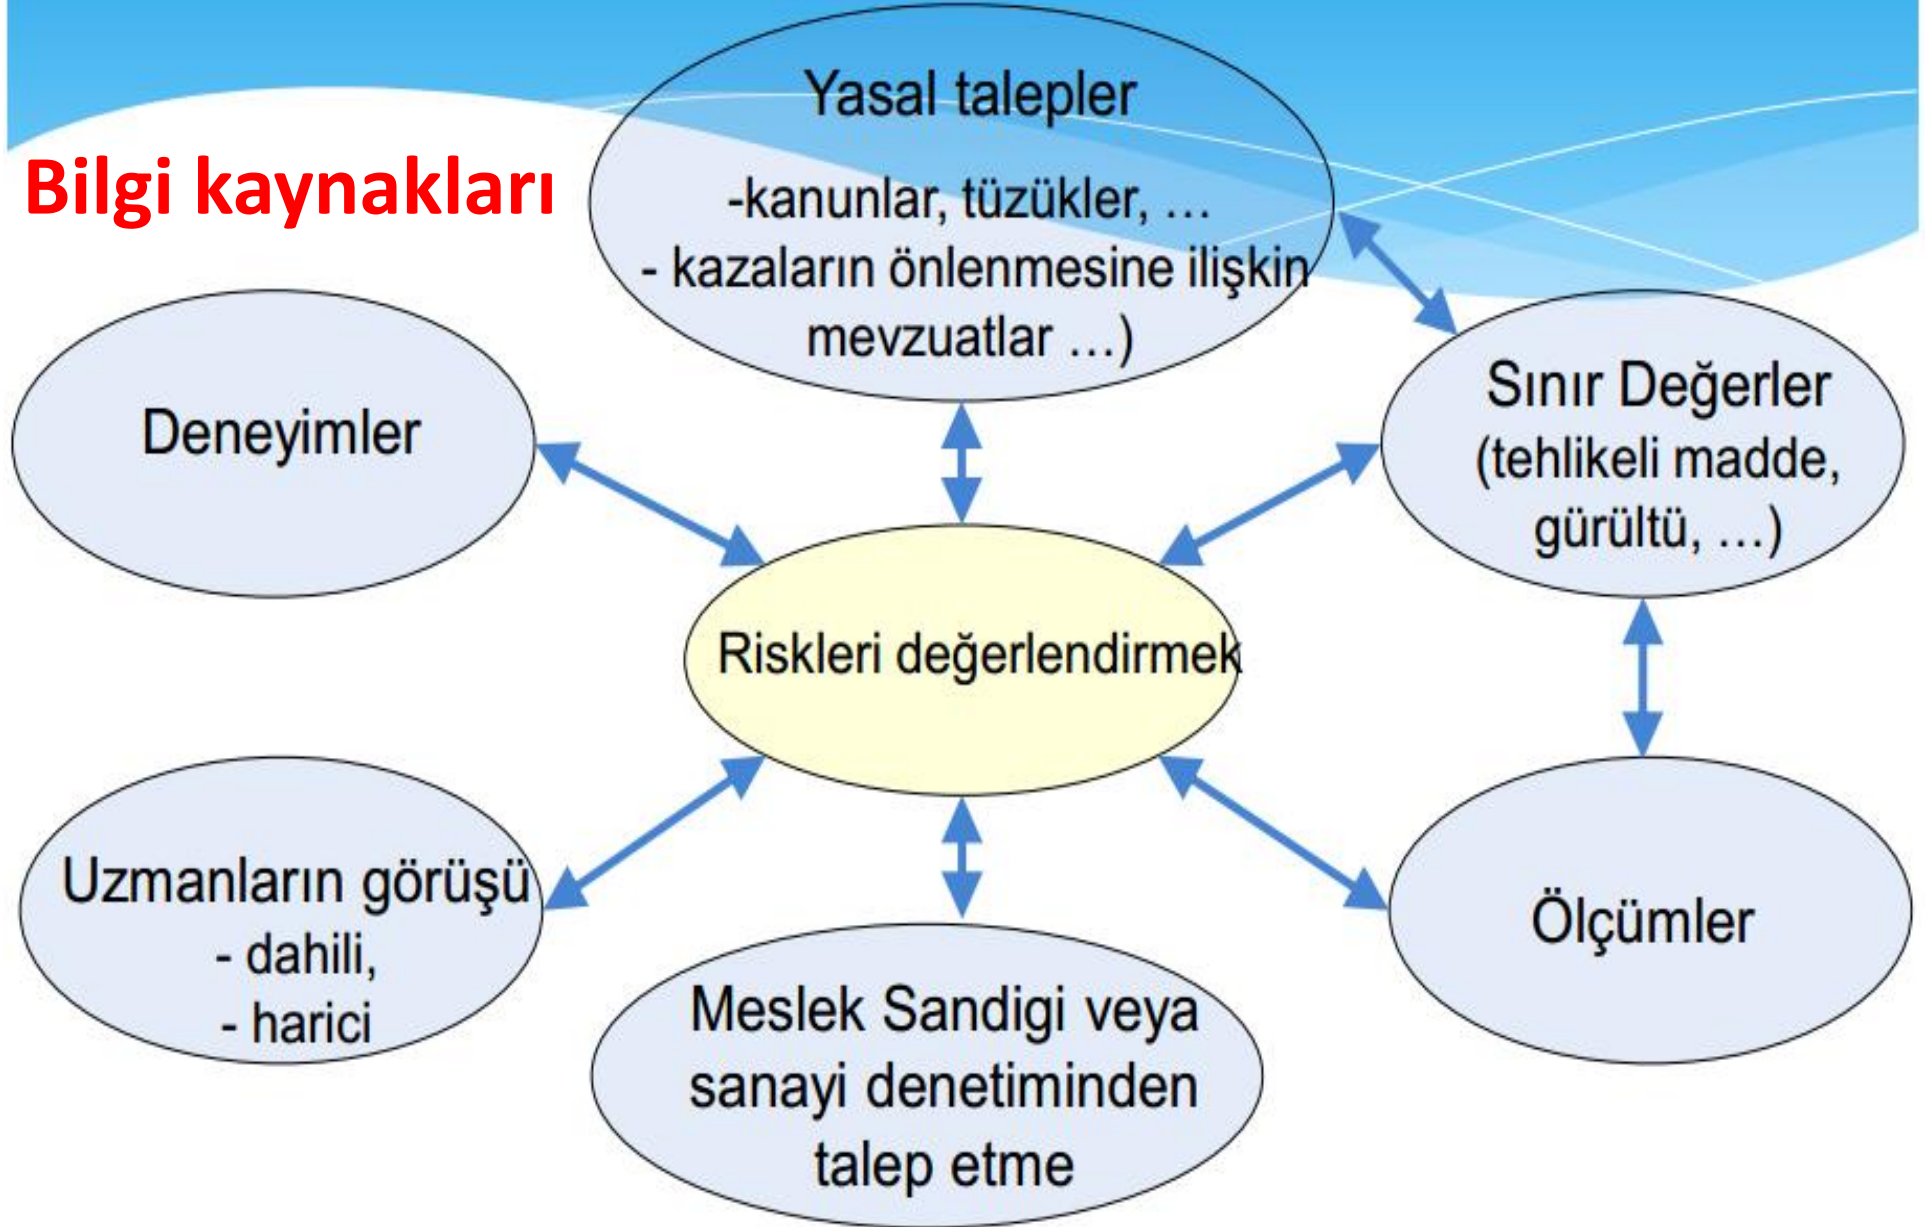 Yasal talepler
-kanunlar, tüzükler, …
- kazaların önlenmesine ilişkin
mevzuatlar …)
Bilgi kaynakları
Deneyimler
Sınır Değerler
(tehlikeli madde,
gürültü, …)
Riskleri değerlendirmek
Uzmanların görüşü
- dahili,
- harici
Meslek Sandigi veya
sanayi denetiminden
talep etme
Ölçümler